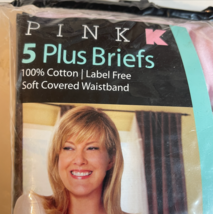 PINK K
5 Plus Briefs
100% Cotton | Label Free
Soft Covered Waistband